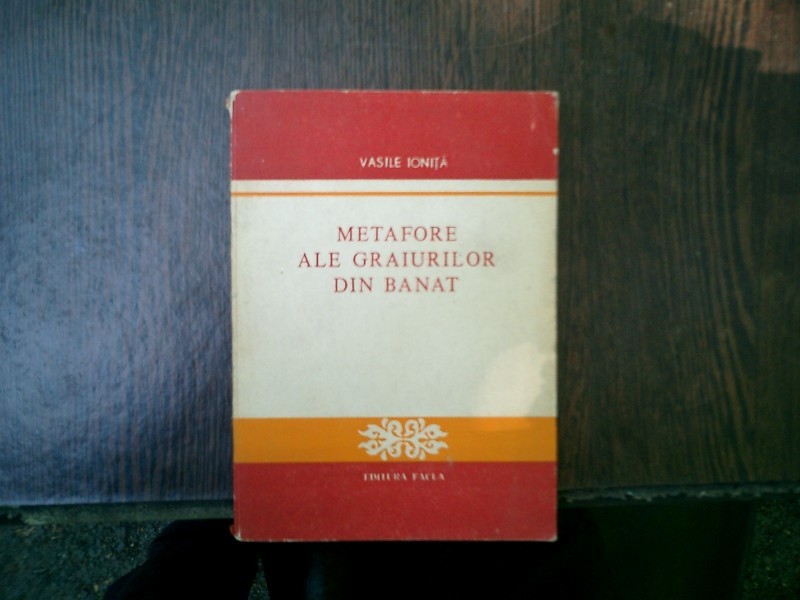 VASILE IONIȚĂ
METAFORE
ALE GRAIURILOR
DIN BANAT
EDITURA FACLA